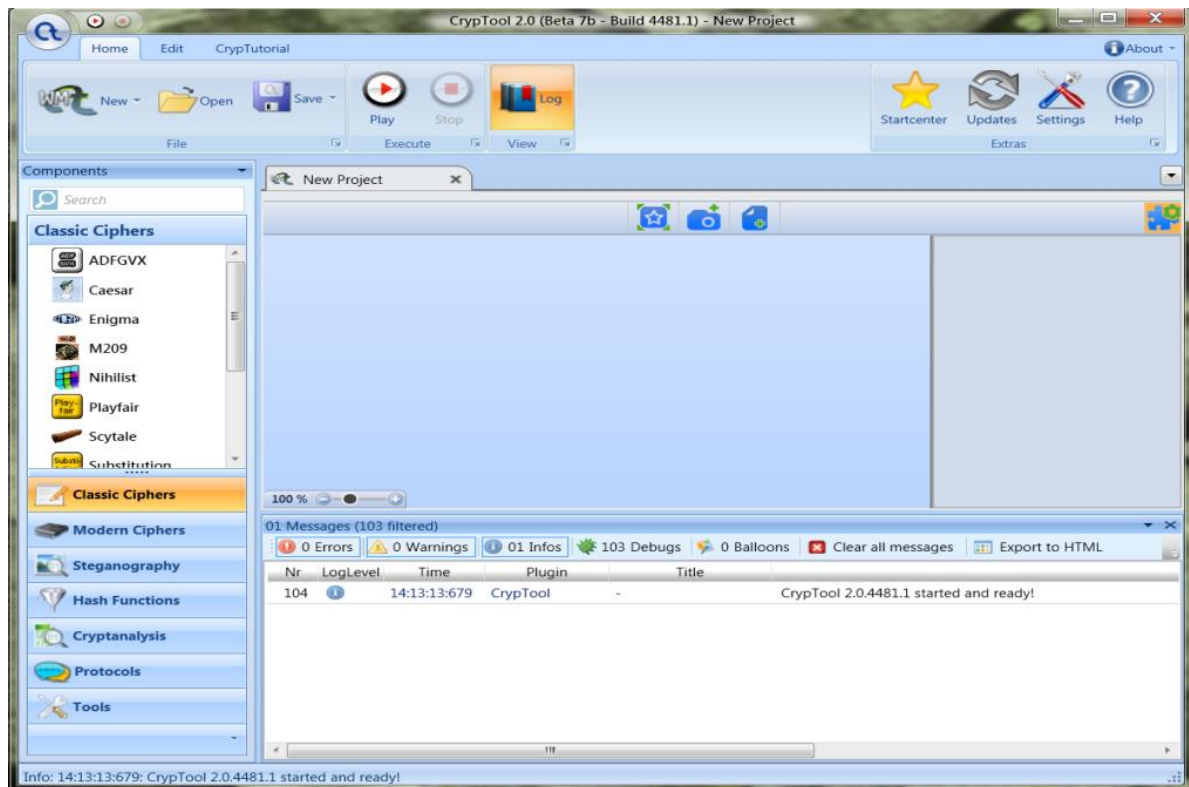 CrypTool 2.0 (Beta 7b - Build 4481.1) - New Project
Home Edit CrypTutorial About
New Open Save Play Stop Log Startcenter Updates Settings Help
File Execute View Extras
Components
Search
Classic Ciphers
ADFGVX
Caesar
Enigma
M209
Nihilist
Playfair
Scytale
Substitution
Classic Ciphers
Modern Ciphers
Steganography
Hash Functions
Cryptanalysis
Protocols
Tools
New Project
100 %
01 Messages (103 filtered)
0 Errors 0 Warnings 01 Infos 103 Debugs 0 Balloons Clear all messages Export to HTML
Nr LogLevel Time Plugin Title
104 14:13:13:679 CrypTool - CrypTool 2.0.4481.1 started and ready!
Info: 14:13:13:679: CrypTool 2.0.4481.1 started and ready!